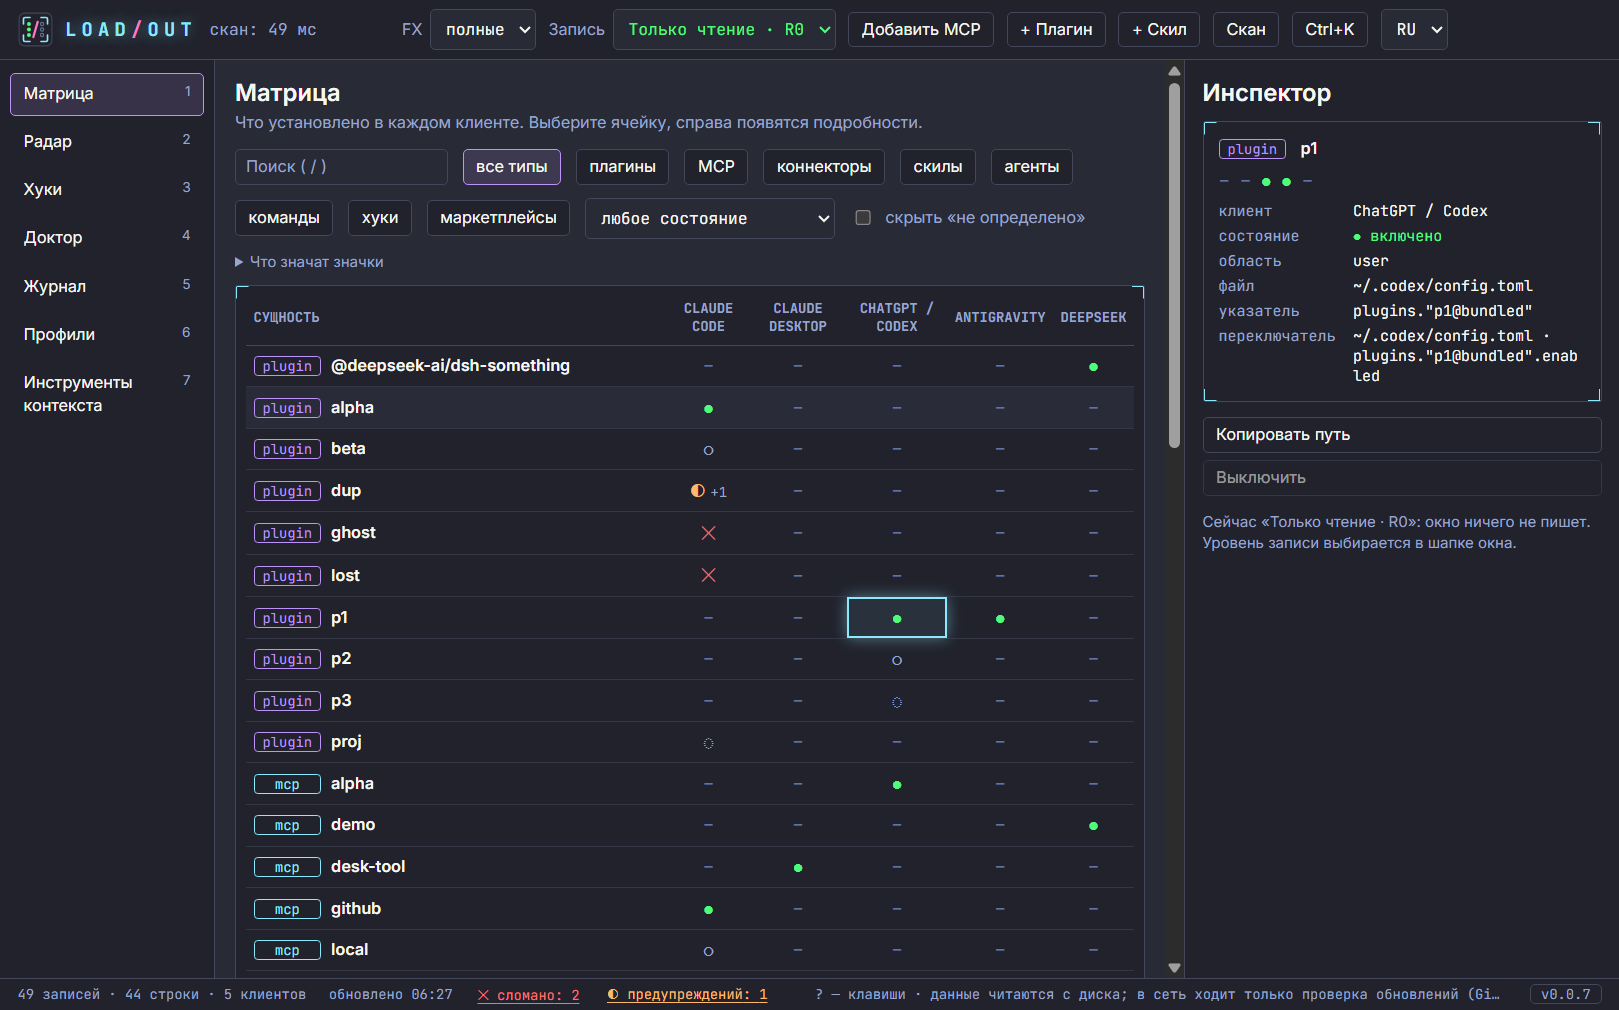 LOAD/OUT скан: 49 мс FX полные Запись Только чтение · R0 Добавить MCP + Плагин + Скил Скан Ctrl+K RU
Матрица 1
Радар 2
Хуки 3
Доктор 4
Журнал 5
Профили 6
Инструменты контекста 7
Матрица
Что установлено в каждом клиенте. Выберите ячейку, справа появятся подробности.
Поиск ( / ) все типы плагины MCP коннекторы скилы агенты
команды хуки маркетплейсы любое состояние скрыть «не определено»
▶ Что значат значки
СУЩНОСТЬ CLAUDE CODE CLAUDE DESKTOP CHATGPT / CODEX ANTIGRAVITY DEEPSEEK
plugin @deepseek-ai/dsh-something – – – – ●
plugin alpha ● – – – –
plugin beta ○ – – – –
plugin dup ◐ +1 – – – –
plugin ghost ✕ – – – –
plugin lost ✕ – – – –
plugin p1 – – ● ● –
plugin p2 – – ○ – –
plugin p3 – – ◌ – –
plugin proj ◌ – – – –
mcp alpha – – ● – –
mcp demo – – – – ●
mcp desk-tool – ● – – –
mcp github ● – – – –
mcp local ○ – – – –
Инспектор
plugin p1
– – ● ● –
клиент ChatGPT / Codex
состояние ● включено
область user
файл ~/.codex/config.toml
указатель plugins."p1@bundled"
переключатель ~/.codex/config.toml ·
plugins."p1@bundled".enab
led
Копировать путь
Выключить
Сейчас «Только чтение · R0»: окно ничего не пишет.
Уровень записи выбирается в шапке окна.
49 записей · 44 строки · 5 клиентов обновлено 06:27 ✕ сломано: 2 ◐ предупреждений: 1 ? – клавиши · данные читаются с диска; в сеть ходит только проверка обновлений (Gi… v0.0.7